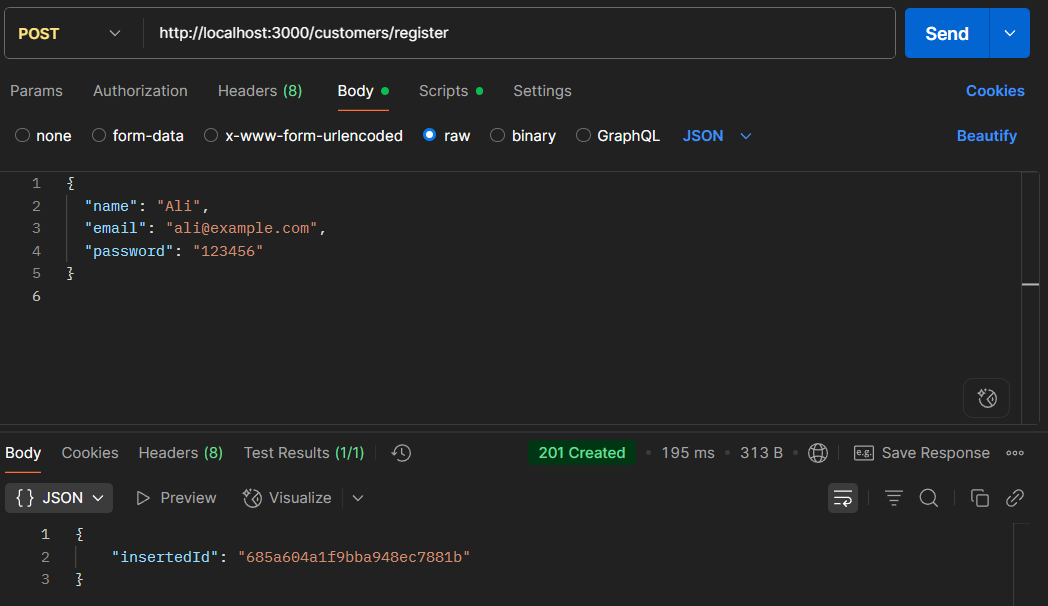 POST http://localhost:3000/customers/register Send
Params Authorization Headers (8) Body Scripts Settings Cookies
none form-data x-www-form-urlencoded raw binary GraphQL JSON Beautify
1 {
2 "name": "Ali",
3 "email": "ali@example.com",
4 "password": "123456"
5 }
6
Body Cookies Headers (8) Test Results (1/1) 201 Created • 195 ms • 313 B • e.g. Save Response
{} JSON Preview Visualize
1 {
2 "insertedId": "685a604a1f9bba948ec7881b"
3 }